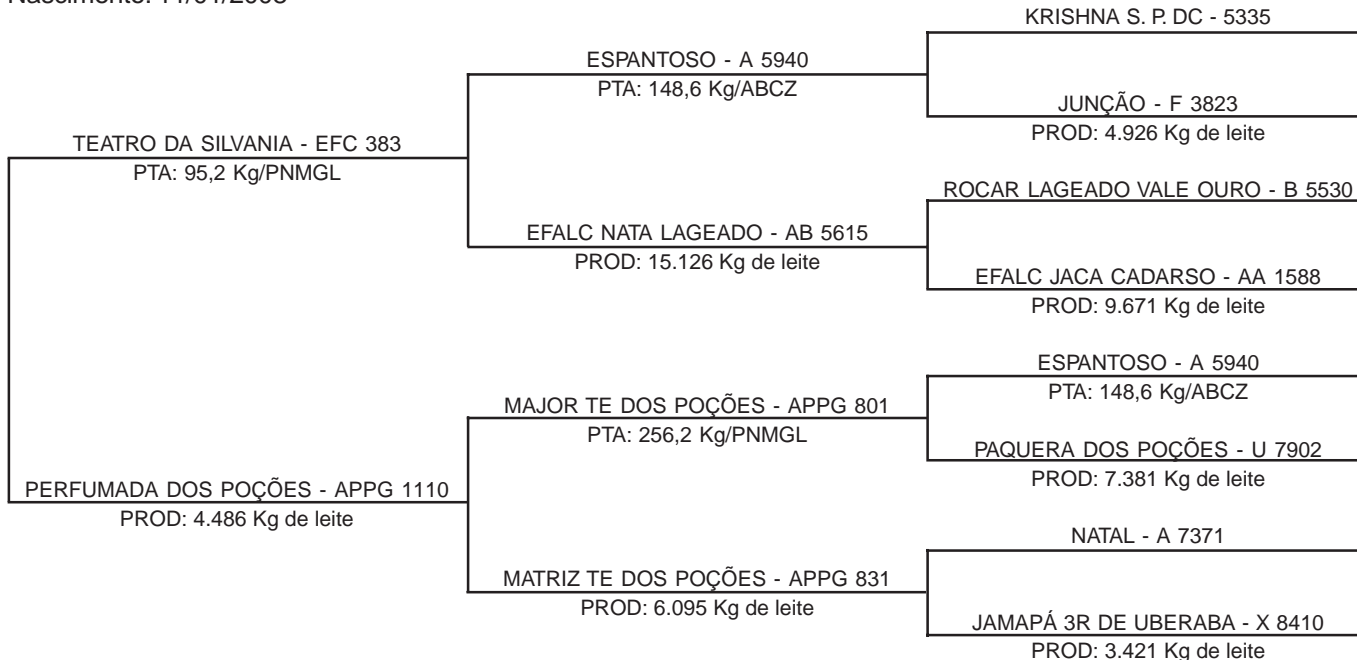 KRISHNA S. P. DC - 5335
ESPANTOSO - A 5940
PTA: 148,6 Kg/ABCZ
JUNÇÃO - F 3823
PROD: 4.926 Kg de leite
TEATRO DA SILVANIA - EFC 383
PTA: 95,2 Kg/PNMGL
ROCAR LAGEADO VALE OURO - B 5530
EFALC NATA LAGEADO - AB 5615
PROD: 15.126 Kg de leite
EFALC JACA CADARSO - AA 1588
PROD: 9.671 Kg de leite
ESPANTOSO - A 5940
PTA: 148,6 Kg/ABCZ
MAJOR TE DOS POÇÕES - APPG 801
PTA: 256,2 Kg/PNMGL
PAQUERA DOS POÇÕES - U 7902
PROD: 7.381 Kg de leite
PERFUMADA DOS POÇÕES - APPG 1110
PROD: 4.486 Kg de leite
NATAL - A 7371
MATRIZ TE DOS POÇÕES - APPG 831
PROD: 6.095 Kg de leite
JAMAPÁ 3R DE UBERABA - X 8410
PROD: 3.421 Kg de leite